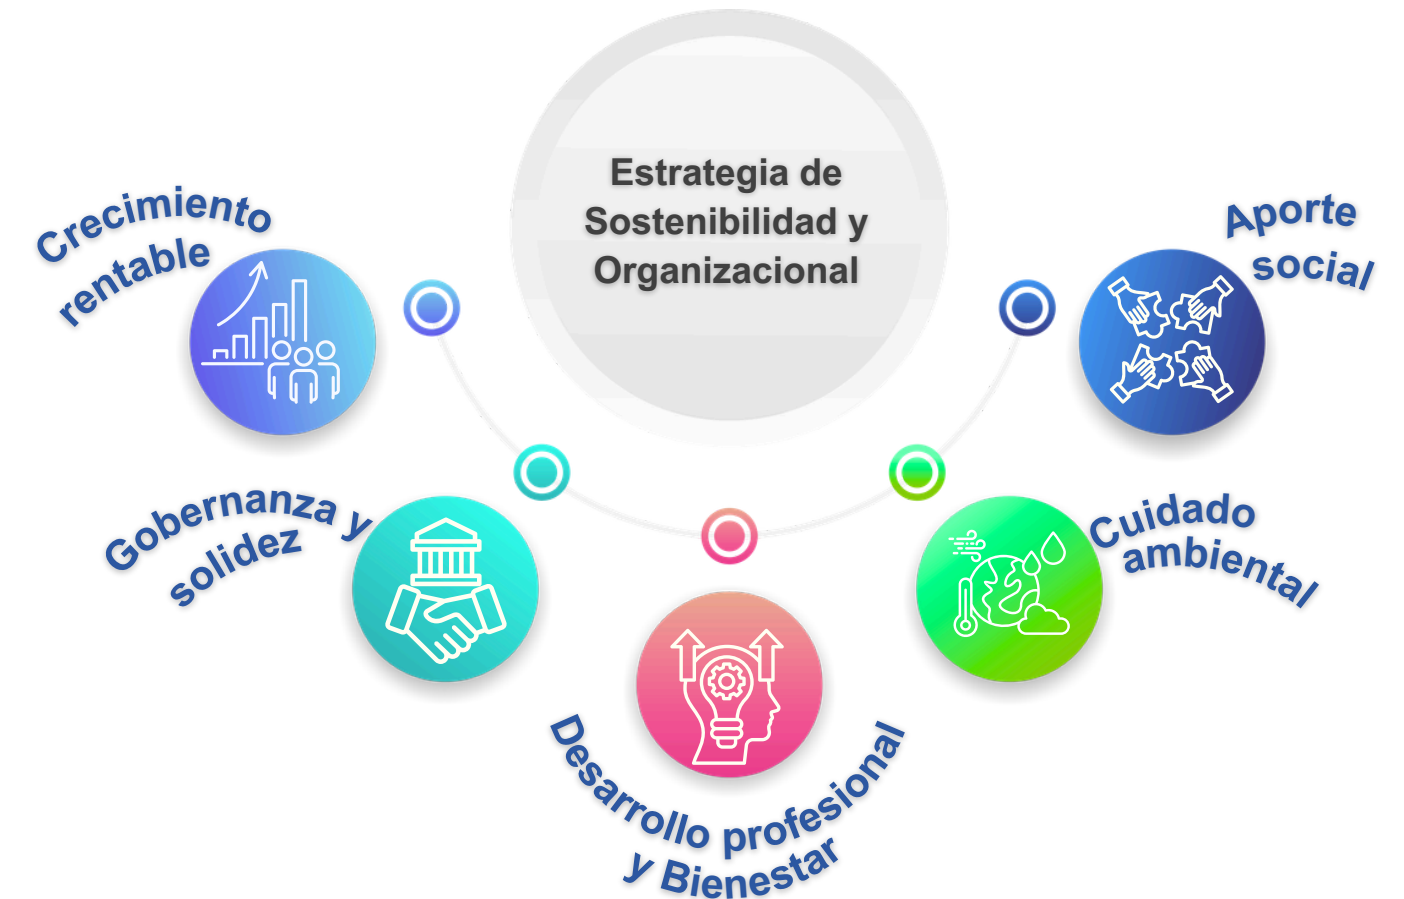 Estrategia de
Sostenibilidad y
Organizacional
Crecimiento
rentable
Gobernanza y
solidez
Desarrollo profesional
y Bienestar
Cuidado
ambiental
Aporte
social